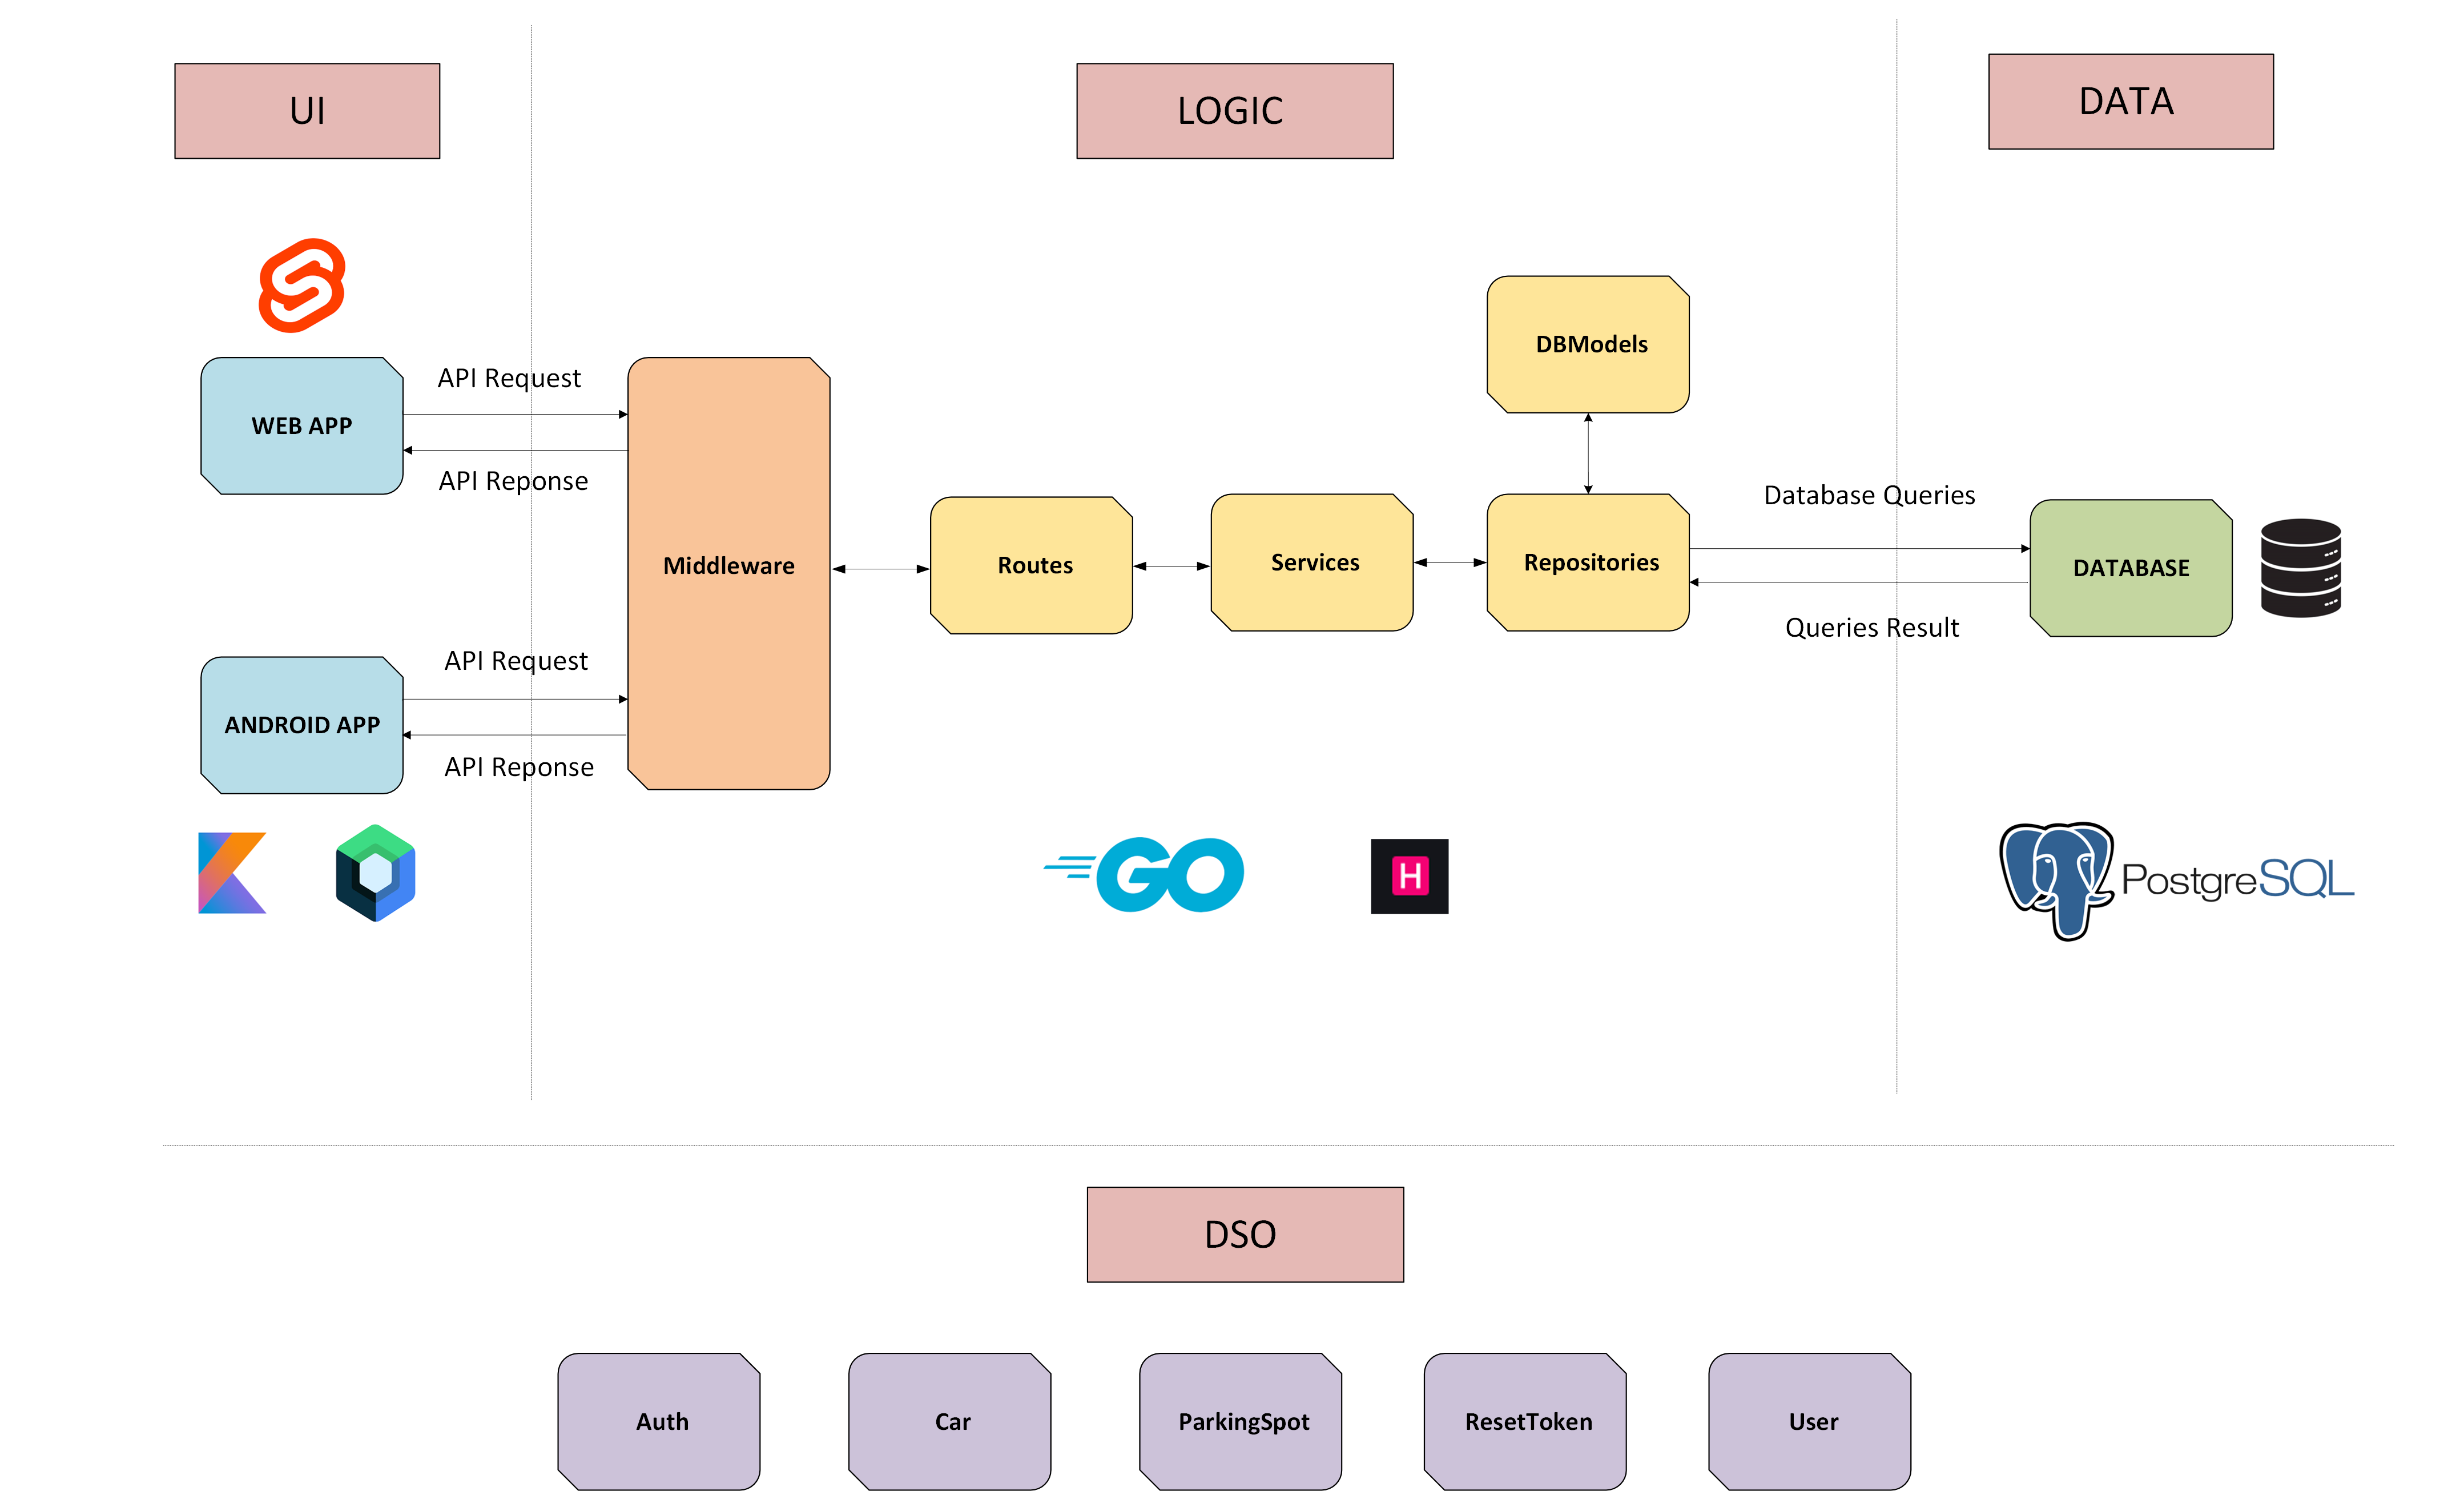 UI
LOGIC
DATA
DBModels
API Request
WEB APP
API Reponse
Database Queries
Middleware
Routes
Services
Repositories
DATABASE
Queries Result
API Request
ANDROID APP
API Reponse
GO
H
PostgreSQL
DSO
Auth
Car
ParkingSpot
ResetToken
User